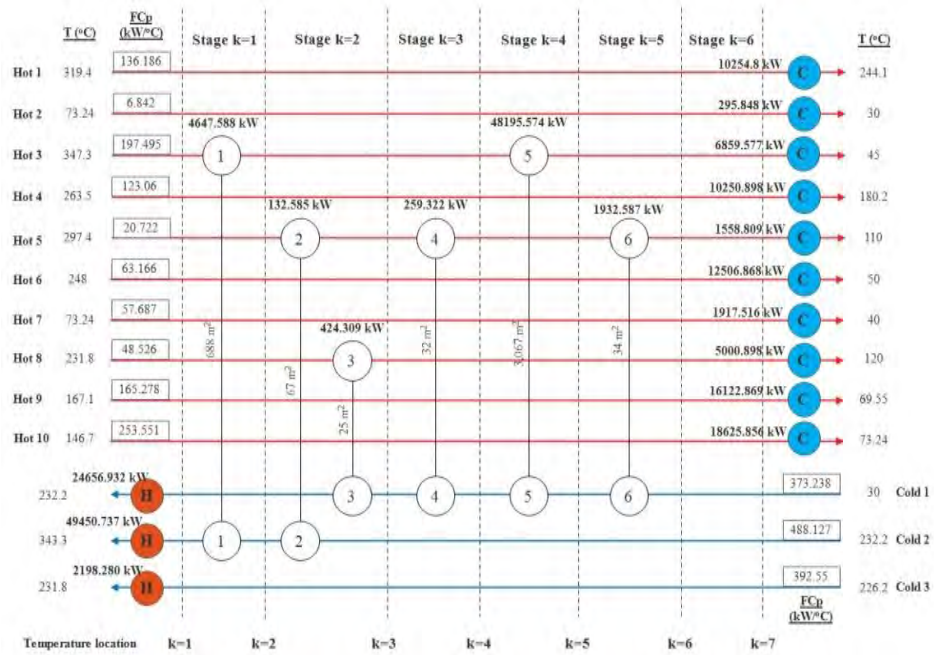 FCp
T (ºC) (kW/ºC) Stage k=1 Stage k=2 Stage k=3 Stage k=4 Stage k=5 Stage k=6 T (ºC)
Hot 1 319.4 136.186 10254.8 kW C 244.1
Hot 2 73.24 6.842 295.848 kW C 30
4647.588 kW 48195.574 kW
Hot 3 347.3 197.495 1 5 6859.577 kW C 45
Hot 4 263.5 123.06 10250.898 kW C 180.2
132.585 kW 259.322 kW 1932.587 kW
Hot 5 297.4 20.722 2 4 6 1558.809 kW C 110
Hot 6 248 63.166 12506.868 kW C 50
Hot 7 73.24 57.687 1917.516 kW C 40
424.309 kW
688 m² 67 m² 25 m² 32 m² 3,067 m² 34 m²
Hot 8 231.8 48.526 3 5000.898 kW C 120
Hot 9 167.1 165.278 16122.869 kW C 69.55
Hot 10 146.7 253.551 18625.856 kW C 73.24
24656.932 kW
232.2 H 3 4 5 6 373.238 30 Cold 1
49450.737 kW
343.3 H 1 2 488.127 232.2 Cold 2
2198.280 kW
231.8 H 392.55 226.2 Cold 3
FCp
(kW/ºC)
Temperature location k=1 k=2 k=3 k=4 k=5 k=6 k=7